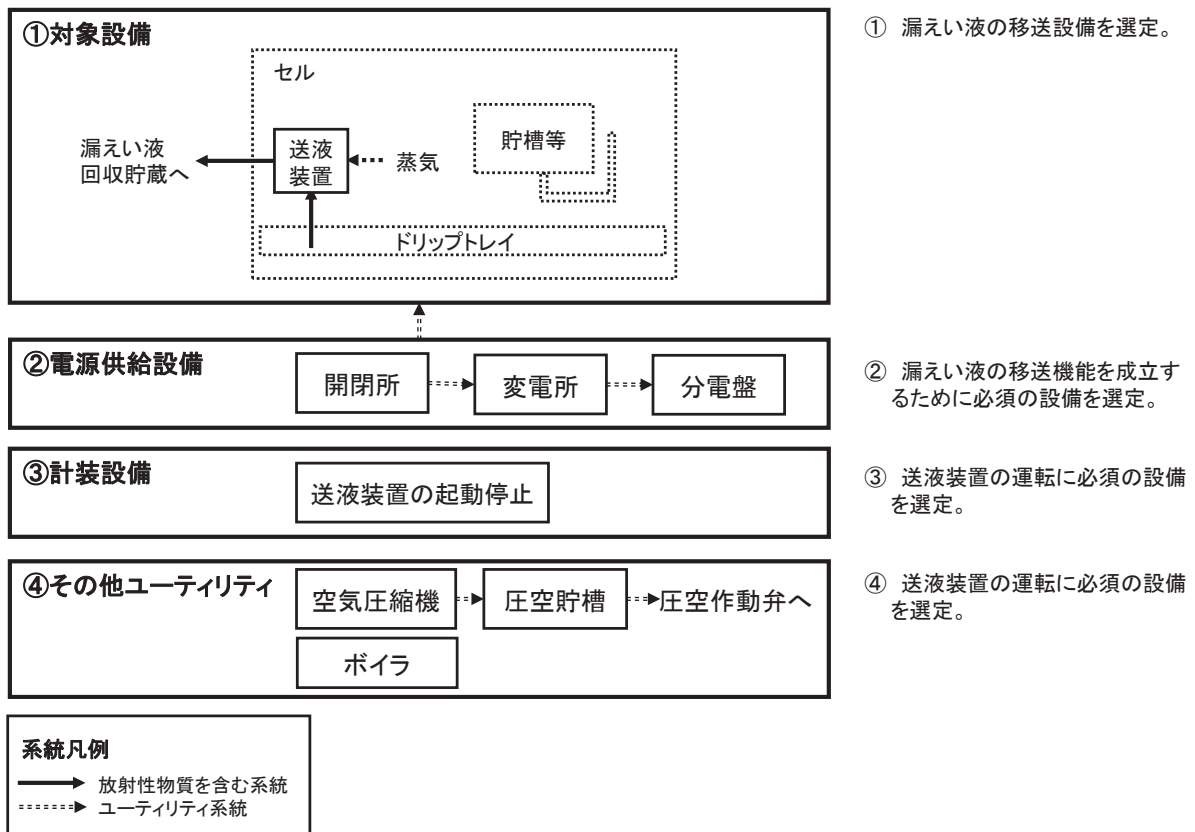 ①対象設備
セル
貯槽等
送液
装置
蒸気
漏えい液
回収貯蔵へ
ドリップトレイ
① 漏えい液の移送設備を選定。
②電源供給設備
開閉所
変電所
分電盤
② 漏えい液の移送機能を成立す
るために必須の設備を選定。
③計装設備
送液装置の起動停止
③ 送液装置の運転に必須の設備
を選定。
④その他ユーティリティ
空気圧縮機
圧空貯槽
圧空作動弁へ
ボイラ
④ 送液装置の運転に必須の設備
を選定。
系統凡例
放射性物質を含む系統
ユーティリティ系統